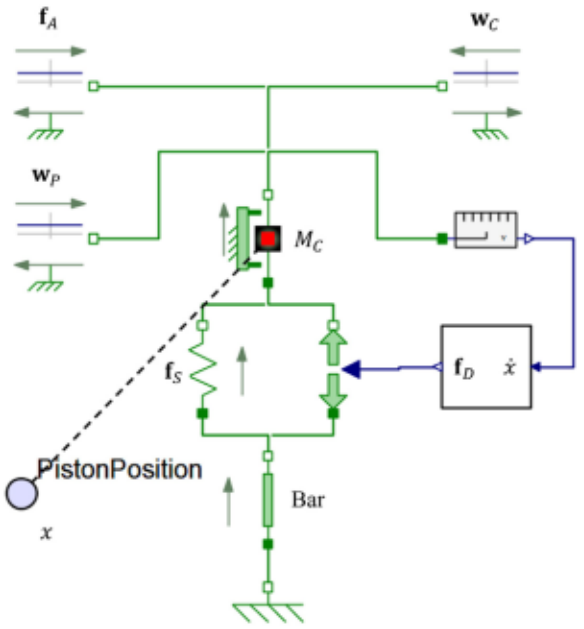 f_A
w_C
w_P
M_C
v
f_S
f_D ẋ
PistonPosition
Bar
x